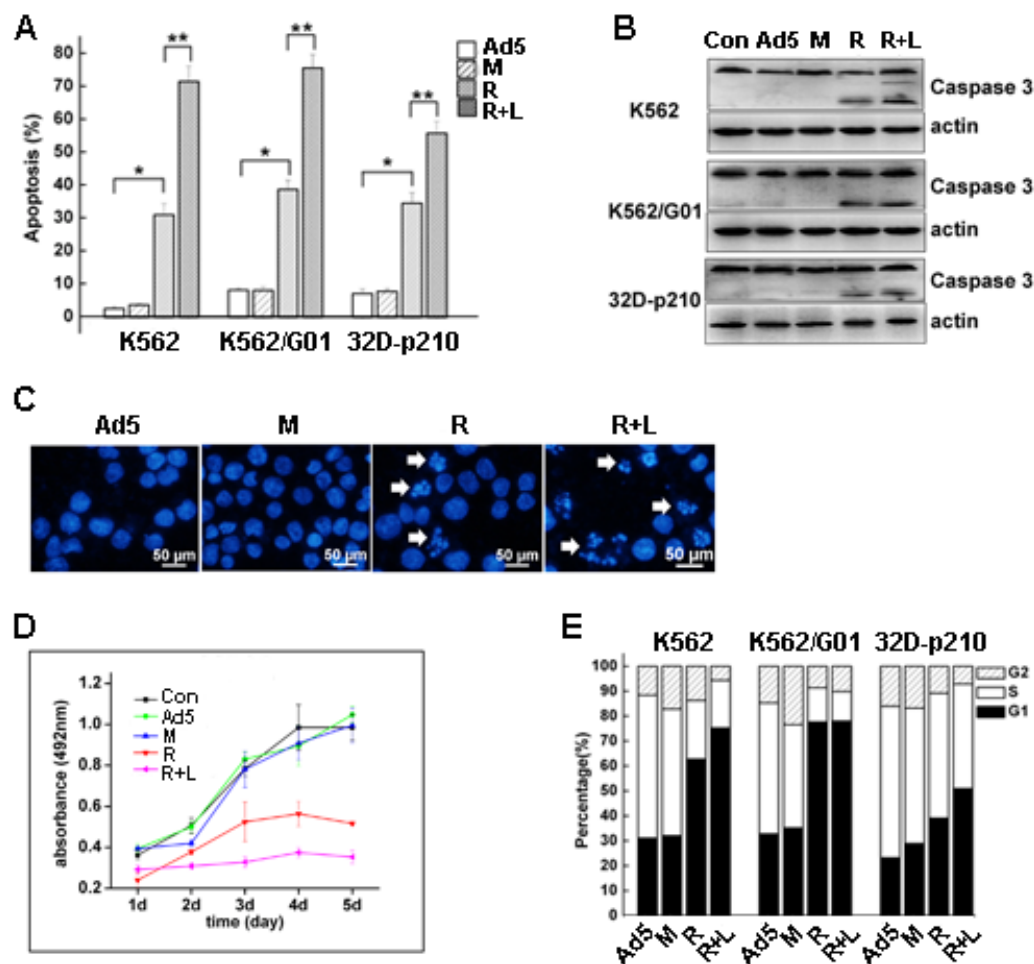 A
B
Con Ad5 M R R+L
**
**
**
*
*
*
Ad5
M
R
R+L
80
70
60
50
40
30
20
10
0
Apoptosis (%)
K562 K562/G01 32D-p210
K562
Caspase 3
actin
K562/G01
Caspase 3
actin
32D-p210
Caspase 3
actin
C
Ad5 M R R+L
50 μm 50 μm 50 μm 50 μm
D
Con
Ad5
M
R
R+L
1.2
1.0
0.8
0.6
0.4
0.2
absorbance (492nm)
1d 2d 3d 4d 5d
time (day)
E
K562 K562/G01 32D-p210
G2
S
G1
100
90
80
70
60
50
40
30
20
10
0
Percentage(%)
Ad5 M R R+L Ad5 M R R+L Ad5 M R R+L